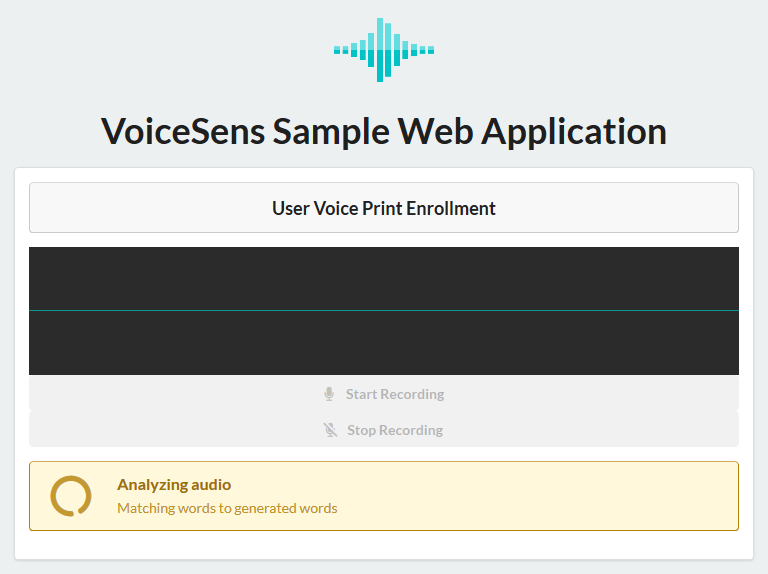 VoiceSens Sample Web Application
User Voice Print Enrollment
Start Recording
Stop Recording
Analyzing audio
Matching words to generated words